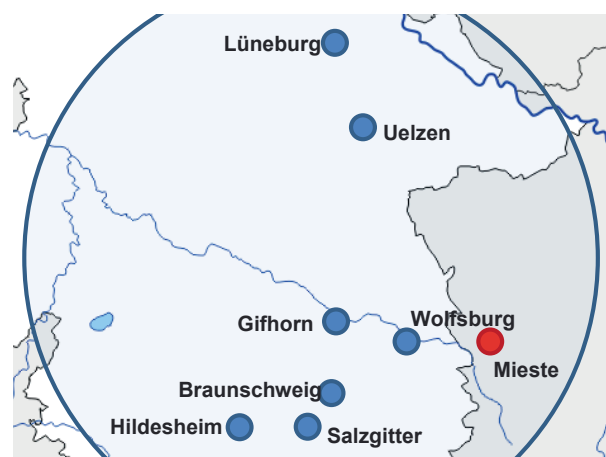 Lüneburg
Uelzen
Gifhorn
Wolfsburg
Mieste
Braunschweig
Hildesheim
Salzgitter